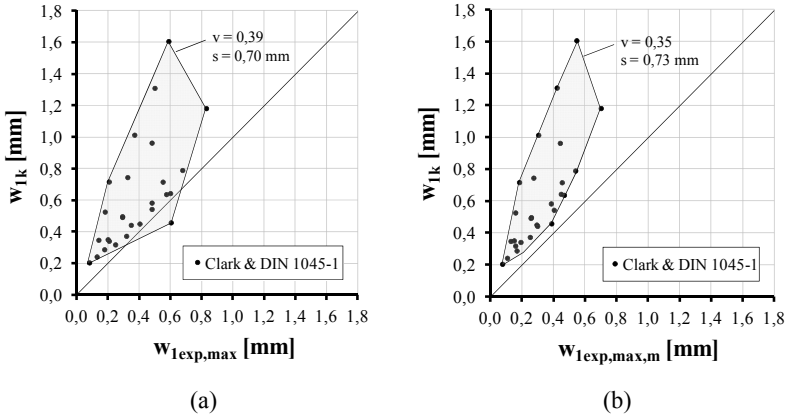 1,8
1,6
1,4
1,2
1,0
0,8
0,6
0,4
0,2
0,0
w1k [mm]
v = 0,39
s = 0,70 mm
Clark & DIN 1045-1
0,0 0,2 0,4 0,6 0,8 1,0 1,2 1,4 1,6 1,8
w1exp,max [mm]
(a)
1,8
1,6
1,4
1,2
1,0
0,8
0,6
0,4
0,2
0,0
w1k [mm]
v = 0,35
s = 0,73 mm
Clark & DIN 1045-1
0,0 0,2 0,4 0,6 0,8 1,0 1,2 1,4 1,6 1,8
w1exp,max,m [mm]
(b)